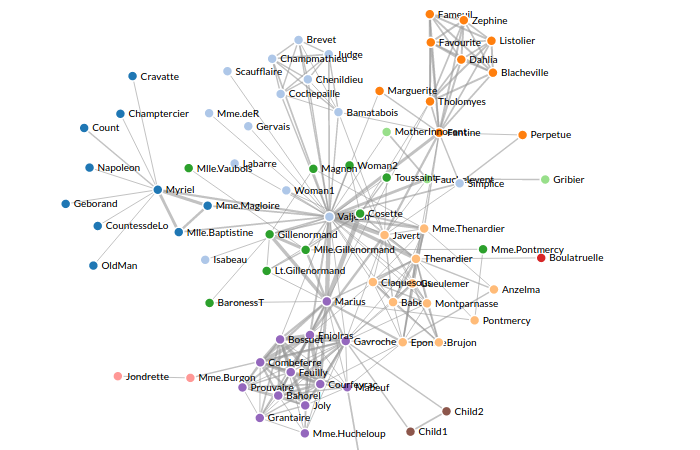 Fameuil
Zephine
Brevet
Favourite
Listolier
Champmathieu
Judge
Dahlia
Scaufflaire
Blacheville
Cravatte
Chenildieu
Marguerite
Cochepaille
Tholomyes
Champtercier
Mme.deR
Bamatabois
Count
Gervais
MotherInnocent
Fantine
Perpetue
Labarre
Woman2
Napoleon
Mlle.Vaubois
Magnon
Toussaint
Fauchelevent
Simplice
Gribier
Myriel
Woman1
Geborand
Mme.Magloire
Valjean
Cosette
CountessdeLo
Mlle.Baptistine
Gillenormand
Javert
Mme.Thenardier
Mlle.Gillenormand
Mme.Pontmercy
Isabeau
Thenardier
Boulatruelle
OldMan
Lt.Gillenormand
Claquesous
Gueulemer
Anzelma
BaronessT
Marius
Babet
Montparnasse
Pontmercy
Enjolras
Bossuet
Gavroche
Eponine
Brujon
Combeferre
Feuilly
Jondrette
Mme.Burgon
Prouvaire
Courfeyrac
Mabeuf
Bahorel
Joly
Child2
Grantaire
Mme.Hucheloup
Child1